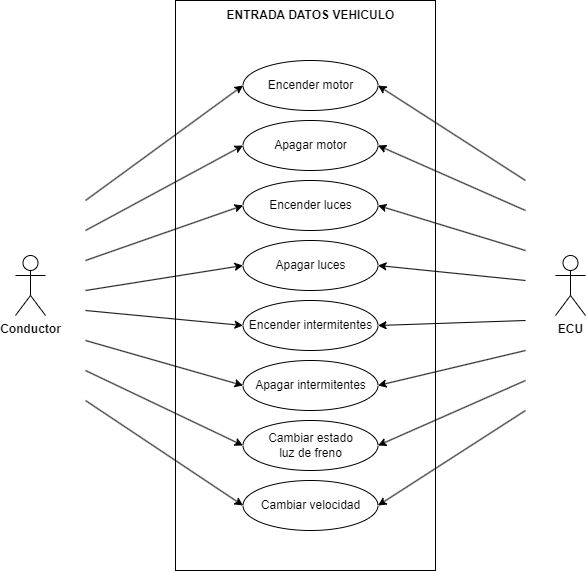 ENTRADA DATOS VEHICULO
Encender motor
Apagar motor
Encender luces
Apagar luces
Encender intermitentes
Apagar intermitentes
Cambiar estado
luz de freno
Cambiar velocidad
Conductor
ECU